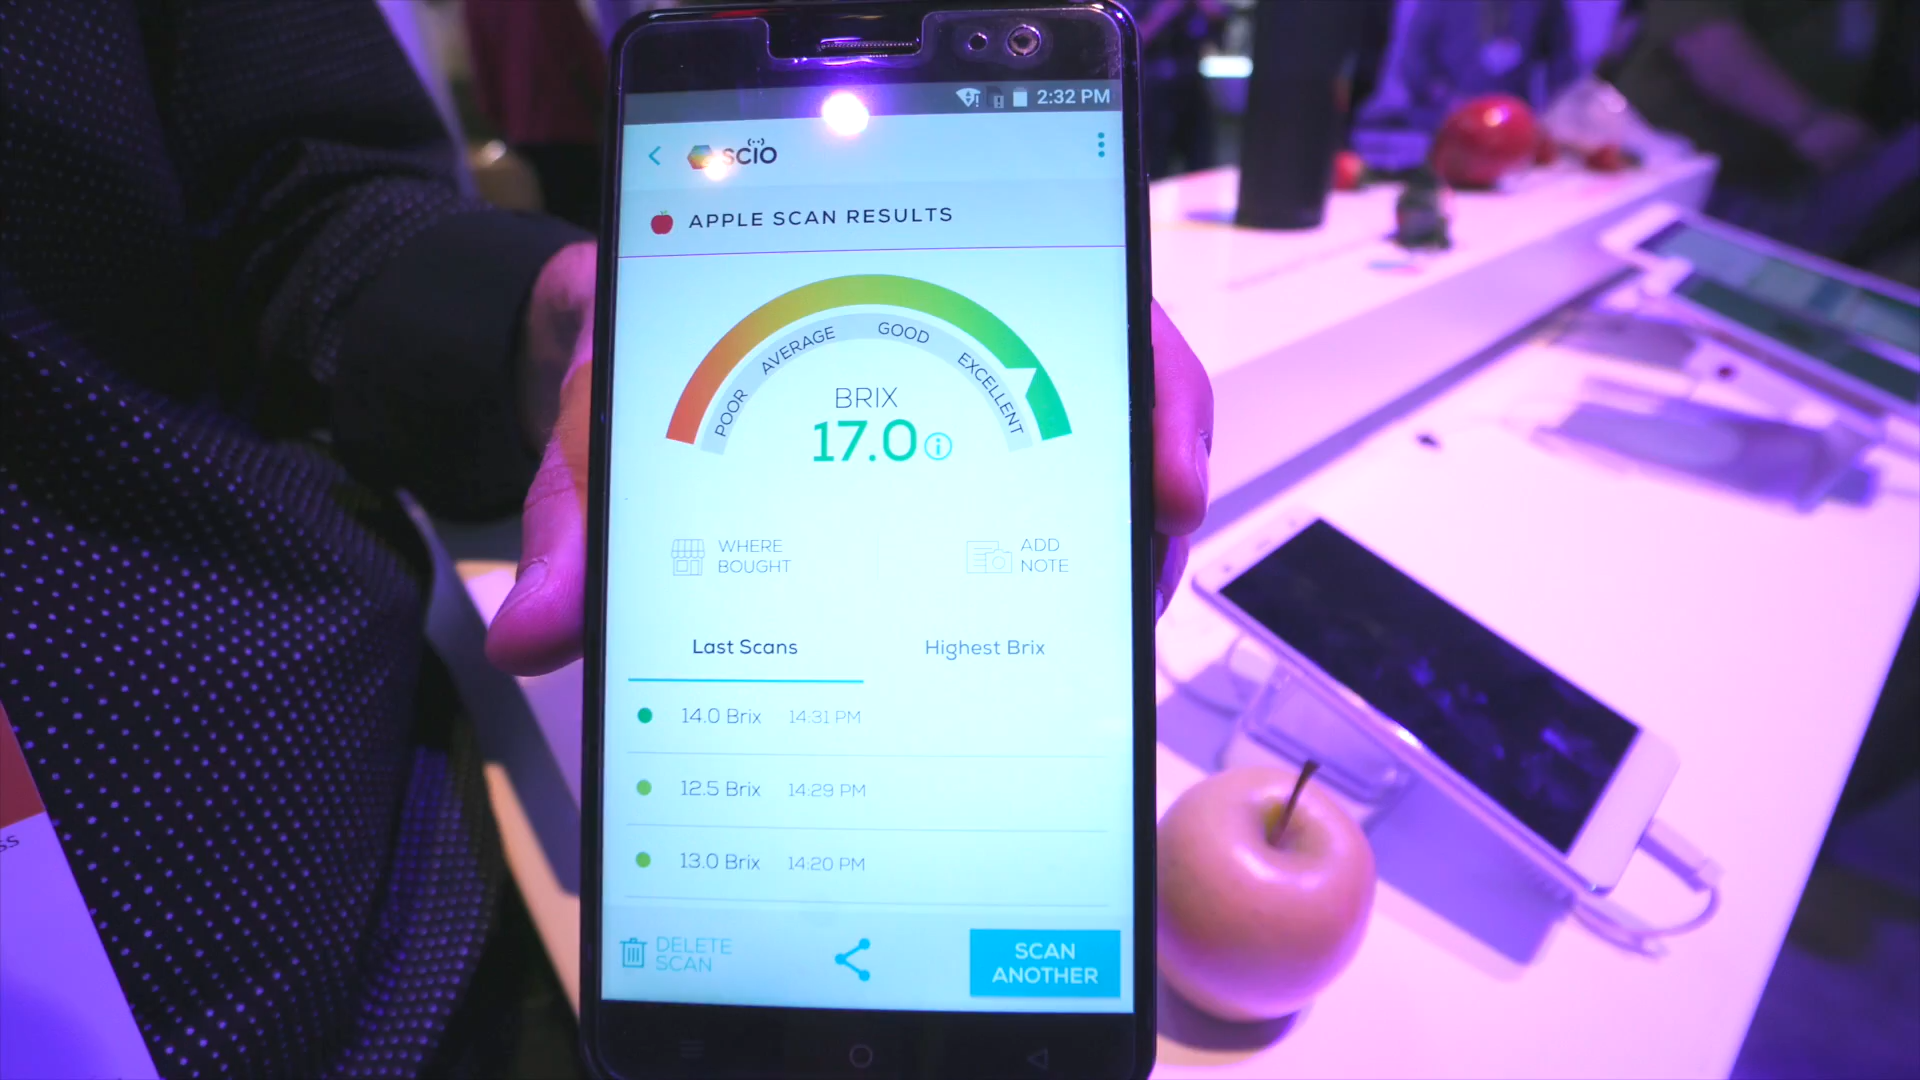 2:32 PM
SCiO
APPLE SCAN RESULTS
POOR AVERAGE GOOD EXCELLENT
BRIX
17.0
WHERE
BOUGHT
ADD
NOTE
Last Scans Highest Brix
14.0 Brix 14:31 PM
12.5 Brix 14:29 PM
13.0 Brix 14:20 PM
DELETE
SCAN
SCAN
ANOTHER
ss